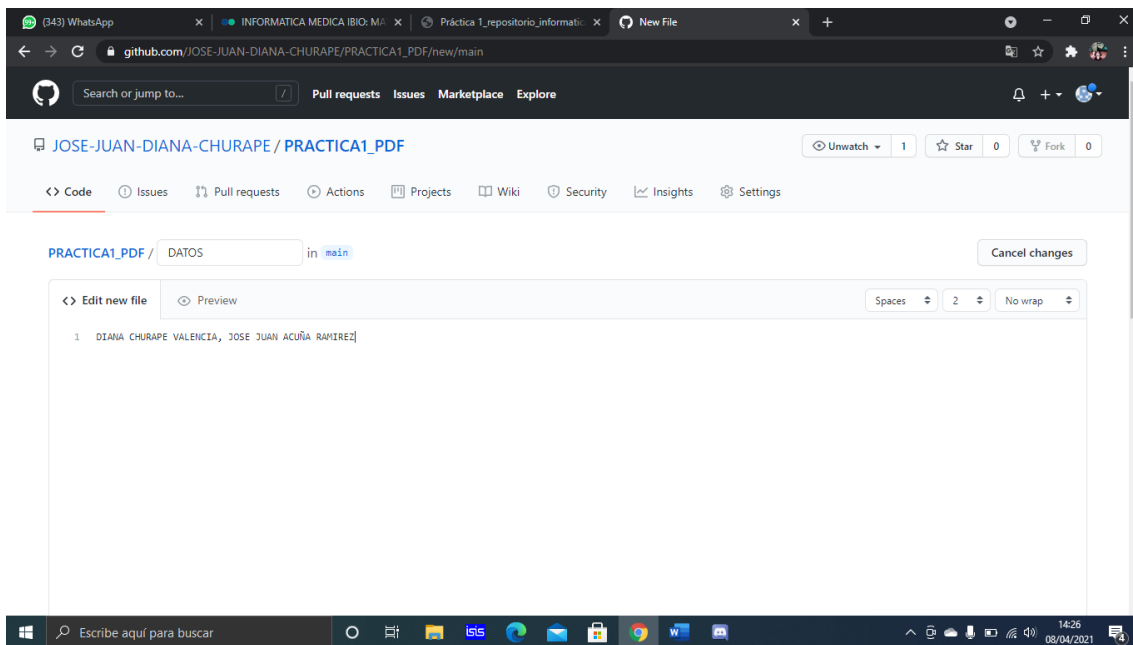 (343) WhatsApp
INFORMATICA MEDICA IBIO: MA
Práctica 1_repositorio_informatic
New File
github.com/JOSE-JUAN-DIANA-CHURAPE/PRACTICA1_PDF/new/main
Search or jump to... / Pull requests Issues Marketplace Explore
JOSE-JUAN-DIANA-CHURAPE / PRACTICA1_PDF Unwatch 1 Star 0 Fork 0
Code Issues Pull requests Actions Projects Wiki Security Insights Settings
PRACTICA1_PDF / DATOS in main Cancel changes
<> Edit new file Preview Spaces 2 No wrap
1 DIANA CHURAPE VALENCIA, JOSE JUAN ACUÑA RAMIREZ
Escribe aquí para buscar isis W 14:26
08/04/2021 4